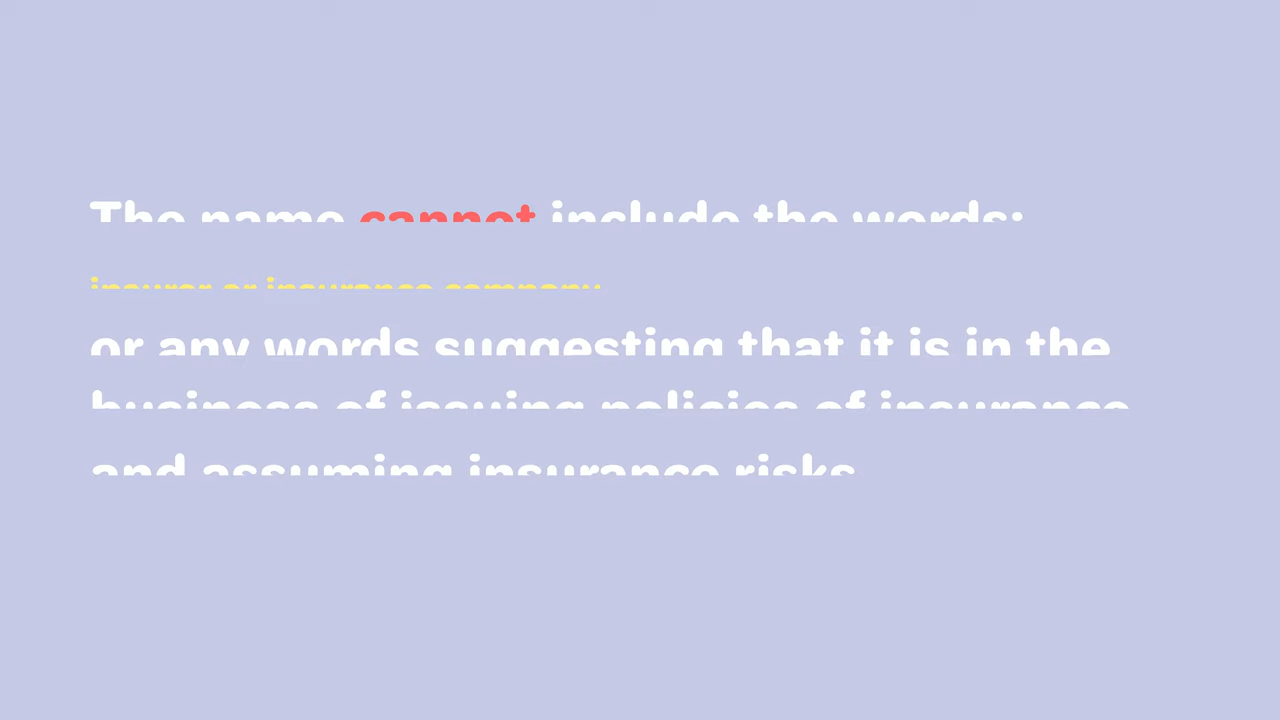 The name cannot include the words:
insurer or insurance company
or any words suggesting that it is in the
business of issuing policies of insurance
and assuming insurance risks